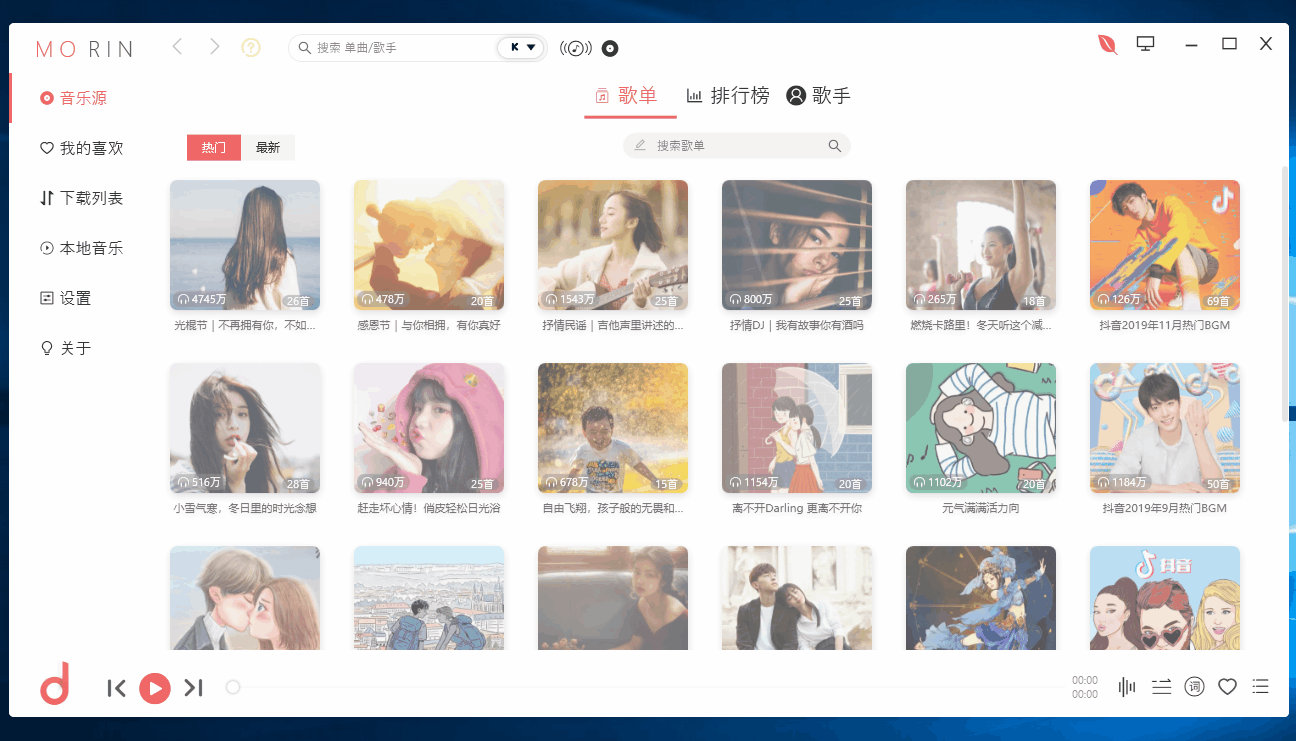 MO RIN
?
搜索 单曲/歌手
K
音乐源
我的喜欢
下载列表
本地音乐
设置
关于
歌单
排行榜
歌手
热门
最新
搜索歌单
4745万
26首
478万
20首
1543万
25首
800万
25首
265万
18首
126万
69首
光棍节 | 不再拥有你，不如...
感恩节 | 与你相拥，有你真好
抒情民谣 | 吉他声里讲述的...
抒情DJ | 我有故事你有酒吗
燃烧卡路里！冬天听这个减...
抖音2019年11月热门BGM
516万
28首
940万
25首
678万
15首
1154万
20首
1102万
20首
1184万
50首
小雪气寒，冬日里的时光念想
赶走坏心情！俏皮轻松日光浴
自由飞翔，孩子般的无畏和...
离不开Darling 更离不开你
元气满满活力向
抖音2019年9月热门BGM
抖音
00:00
00:00
词